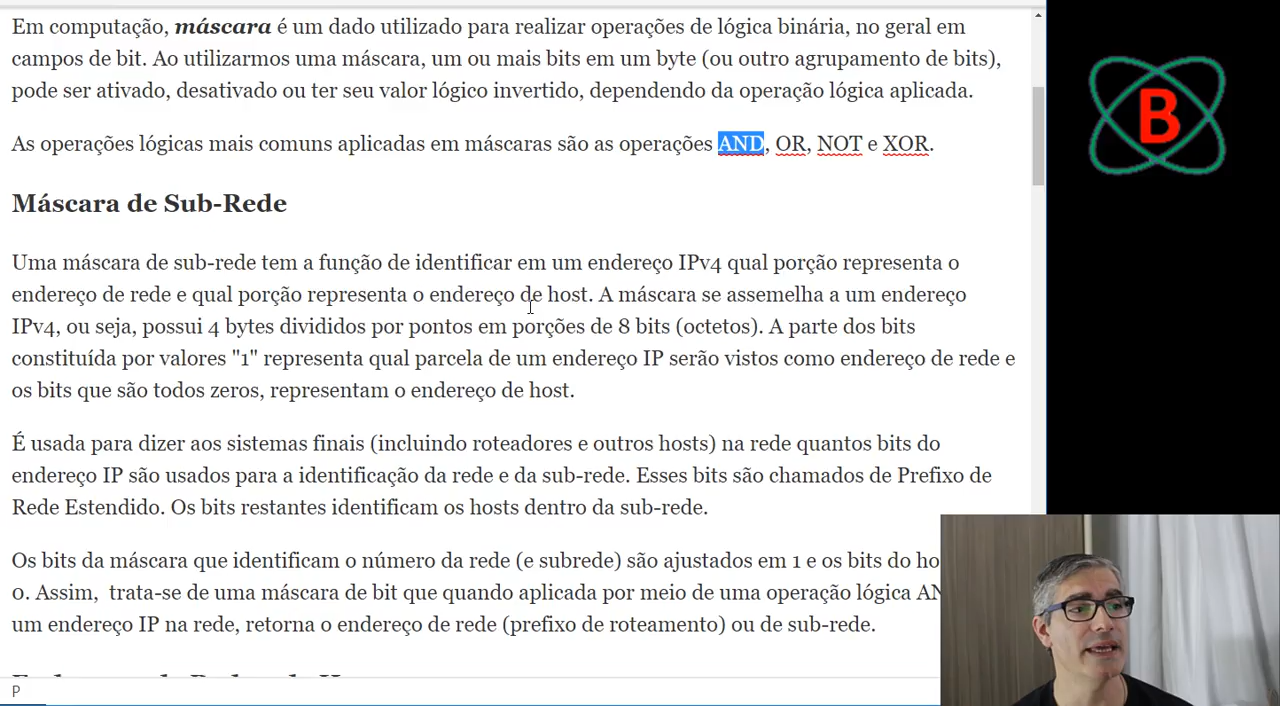 Em computação, máscara é um dado utilizado para realizar operações de lógica binária, no geral em
campos de bit. Ao utilizarmos uma máscara, um ou mais bits em um byte (ou outro agrupamento de bits),
pode ser ativado, desativado ou ter seu valor lógico invertido, dependendo da operação lógica aplicada.
As operações lógicas mais comuns aplicadas em máscaras são as operações AND, OR, NOT e XOR.
Máscara de Sub-Rede
Uma máscara de sub-rede tem a função de identificar em um endereço IPv4 qual porção representa o
endereço de rede e qual porção representa o endereço de host. A máscara se assemelha a um endereço
IPv4, ou seja, possui 4 bytes divididos por pontos em porções de 8 bits (octetos). A parte dos bits
constituída por valores "1" representa qual parcela de um endereço IP serão vistos como endereço de rede e
os bits que são todos zeros, representam o endereço de host.
É usada para dizer aos sistemas finais (incluindo roteadores e outros hosts) na rede quantos bits do
endereço IP são usados para a identificação da rede e da sub-rede. Esses bits são chamados de Prefixo de
Rede Estendido. Os bits restantes identificam os hosts dentro da sub-rede.
Os bits da máscara que identificam o número da rede (e subrede) são ajustados em 1 e os bits do ho
0. Assim, trata-se de uma máscara de bit que quando aplicada por meio de uma operação lógica AN
um endereço IP na rede, retorna o endereço de rede (prefixo de roteamento) ou de sub-rede.
P
B